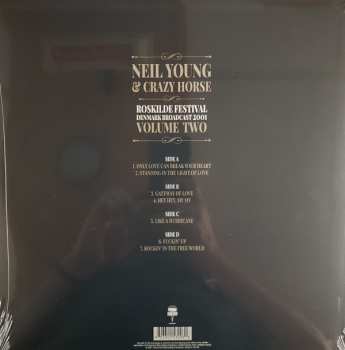 NEIL YOUNG
& CRAZY HORSE
ROSKILDE FESTIVAL
DENMARK BROADCAST 2001
VOLUME TWO
SIDE A
1. ONLY LOVE CAN BREAK YOUR HEART
2. STANDING IN THE LIGHT OF LOVE
SIDE B
3. GATEWAY OF LOVE
4. HEY HEY, MY MY
SIDE C
5. LIKE A HURRICANE
SIDE D
6. FUCKIN' UP
7. ROCKIN' IN THE FREE WORLD